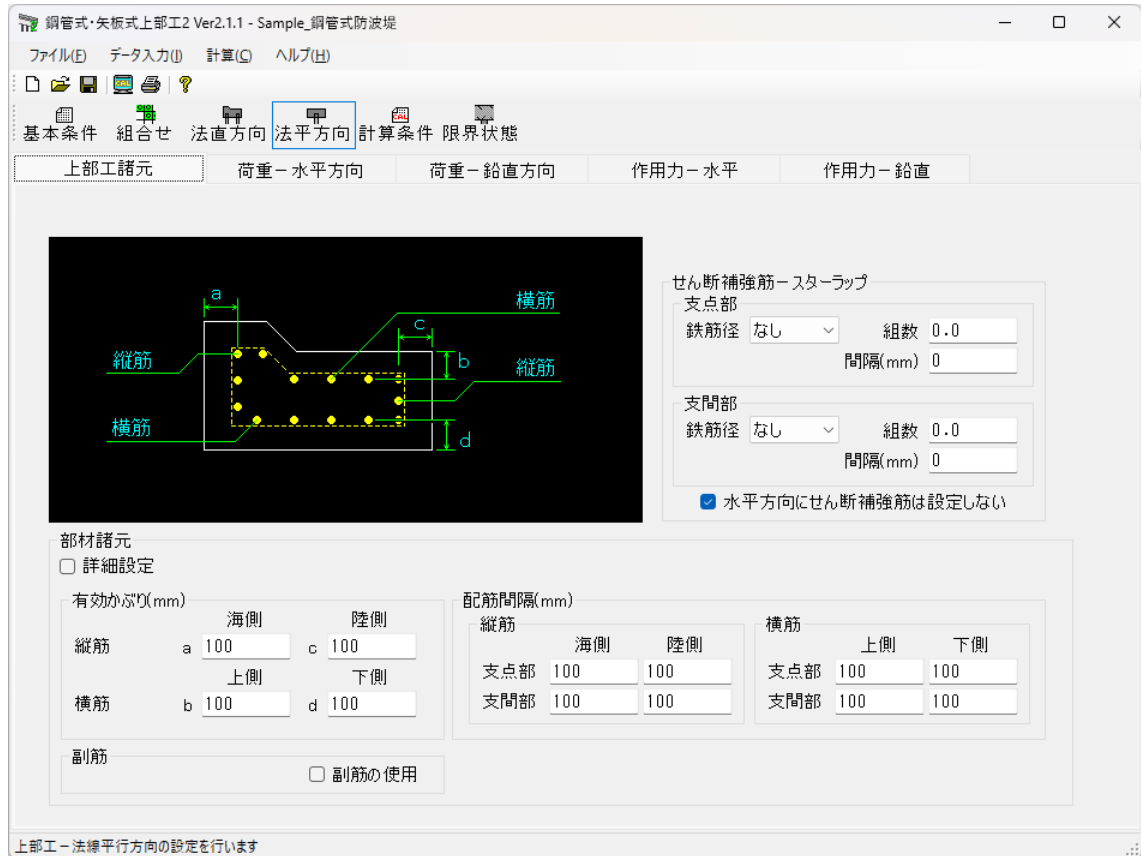 鋼管式・矢板式上部工2 Ver2.1.1 - Sample_鋼管式防波堤
ファイル(F) データ入力(I) 計算(C) ヘルプ(H)
基本条件 組合せ 法直方向 法平方向 計算条件 限界状態
上部工諸元 荷重－水平方向 荷重－鉛直方向 作用力－水平 作用力－鉛直
a
横筋
c
縦筋
b
縦筋
横筋
d
せん断補強筋－スターラップ
支点部
鉄筋径 なし 組数 0.0
間隔(mm) 0
支間部
鉄筋径 なし 組数 0.0
間隔(mm) 0
水平方向にせん断補強筋は設定しない
部材諸元
詳細設定
有効かぶり(mm)
海側 陸側
縦筋 a 100 c 100
上側 下側
横筋 b 100 d 100
配筋間隔(mm)
縦筋
海側 陸側
支点部 100 100
支間部 100 100
横筋
上側 下側
支点部 100 100
支間部 100 100
副筋
副筋の使用
上部工－法線平行方向の設定を行います